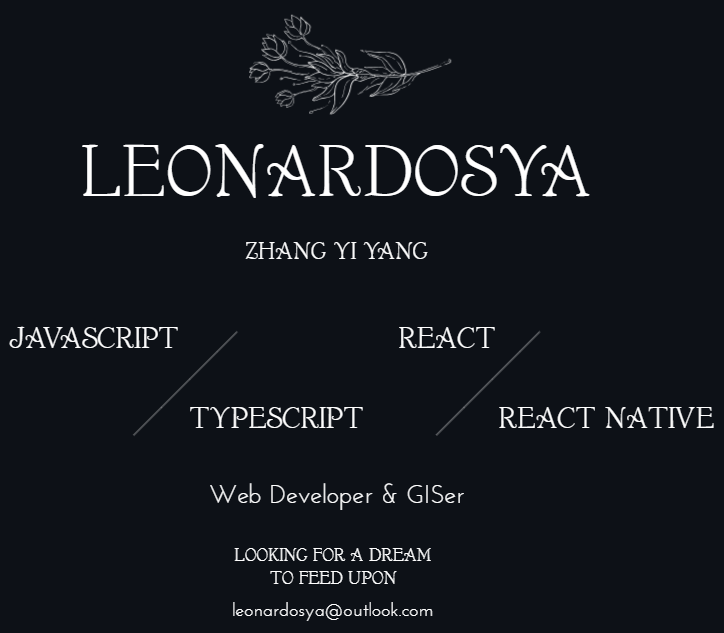 LEONARDOSYA
ZHANG YI YANG
JAVASCRIPT
TYPESCRIPT
REACT
REACT NATIVE
Web Developer & GISer
LOOKING FOR A DREAM
TO FEED UPON
leonardosya@outlook.com